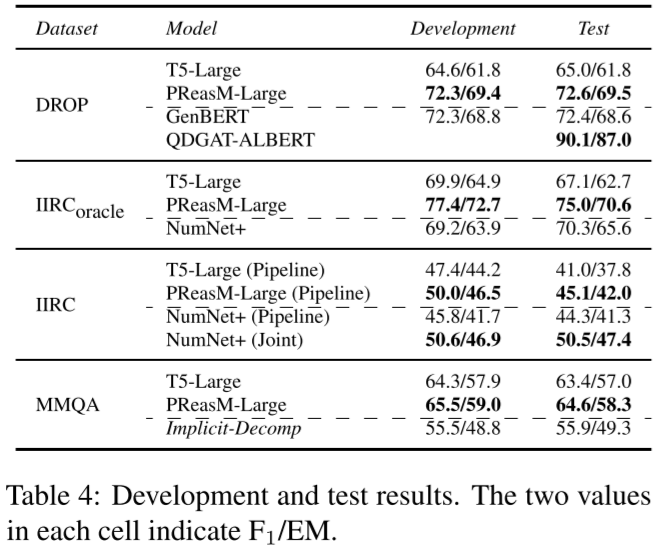 Dataset Model Development Test
DROP
T5-Large 64.6/61.8 65.0/61.8
PReasM-Large 72.3/69.4 72.6/69.5
GenBERT 72.3/68.8 72.4/68.6
QDGAT-ALBERT 90.1/87.0
IIRCoracle
T5-Large 69.9/64.9 67.1/62.7
PReasM-Large 77.4/72.7 75.0/70.6
NumNet+ 69.2/63.9 70.3/65.6
IIRC
T5-Large (Pipeline) 47.4/44.2 41.0/37.8
PReasM-Large (Pipeline) 50.0/46.5 45.1/42.0
NumNet+ (Pipeline) 45.8/41.7 44.3/41.3
NumNet+ (Joint) 50.6/46.9 50.5/47.4
MMQA
T5-Large 64.3/57.9 63.4/57.0
PReasM-Large 65.5/59.0 64.6/58.3
Implicit-Decomp 55.5/48.8 55.9/49.3
Table 4: Development and test results. The two values
in each cell indicate F1/EM.